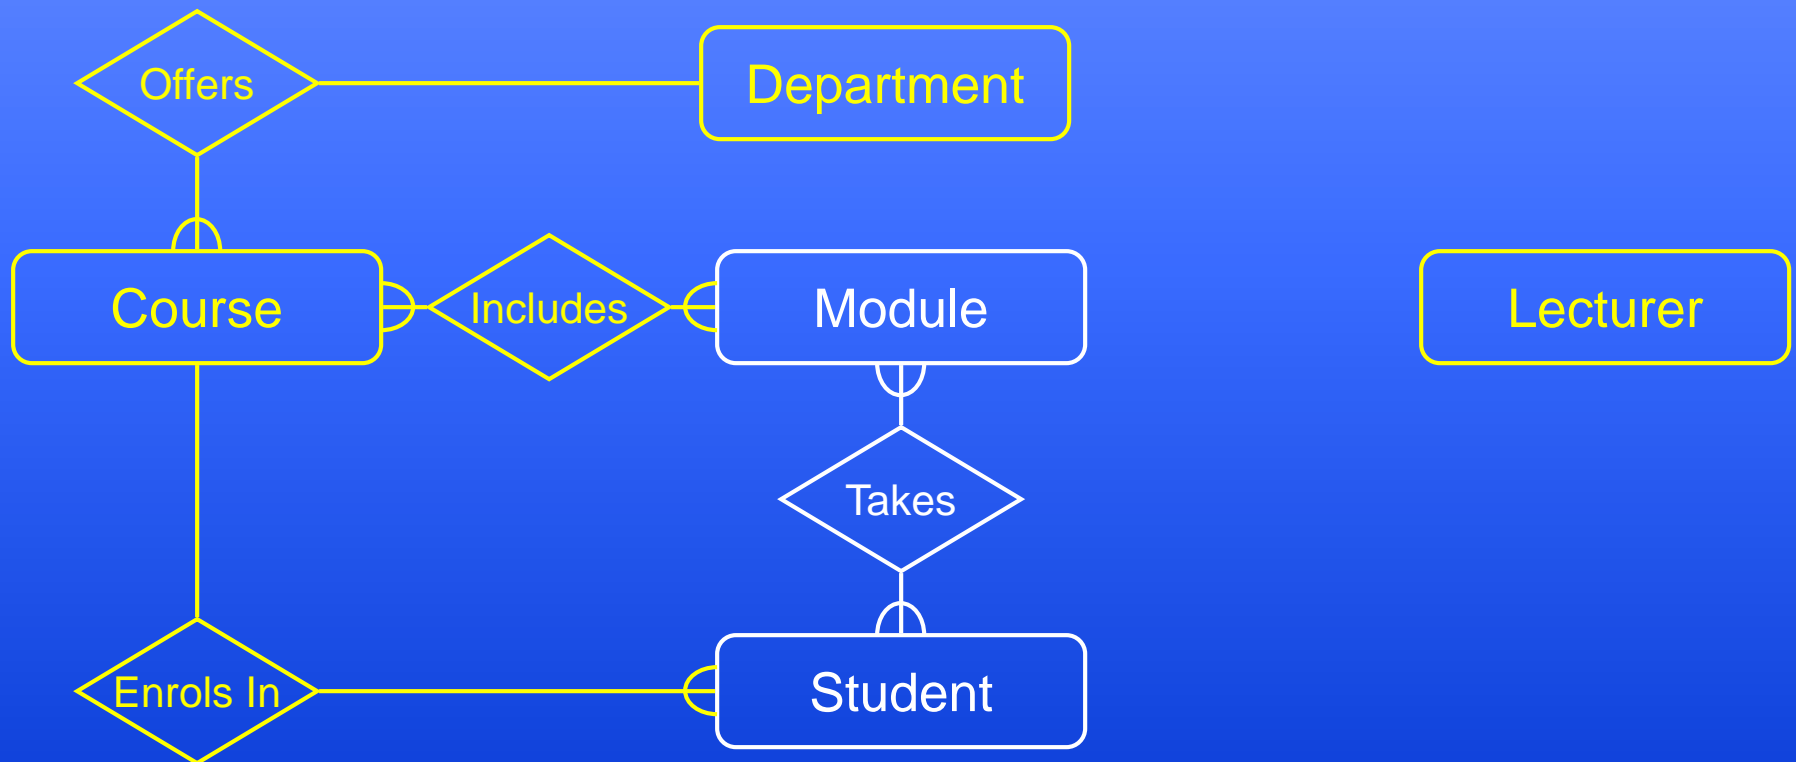 Offers
Department
Course
Includes
Module
Lecturer
Takes
Enrols In
Student